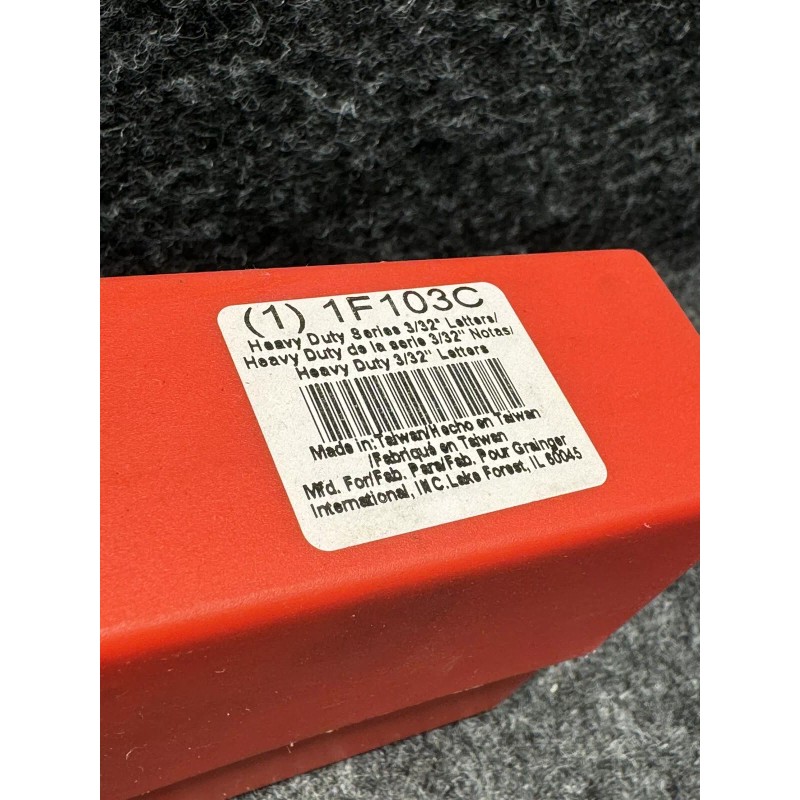 (1) 1F103C
Heavy Duty Series 3/32" Letters/
Heavy Duty de la serie 3/32" Notas/
Heavy Duty 3/32" Letters
Made in:Taiwan/Hecho en Taiwan
/Fabriqué en Taiwan
Mfd. For/Fab. Para/Fab. Pour Grainger
International, INC.Lake Forest, IL 60045